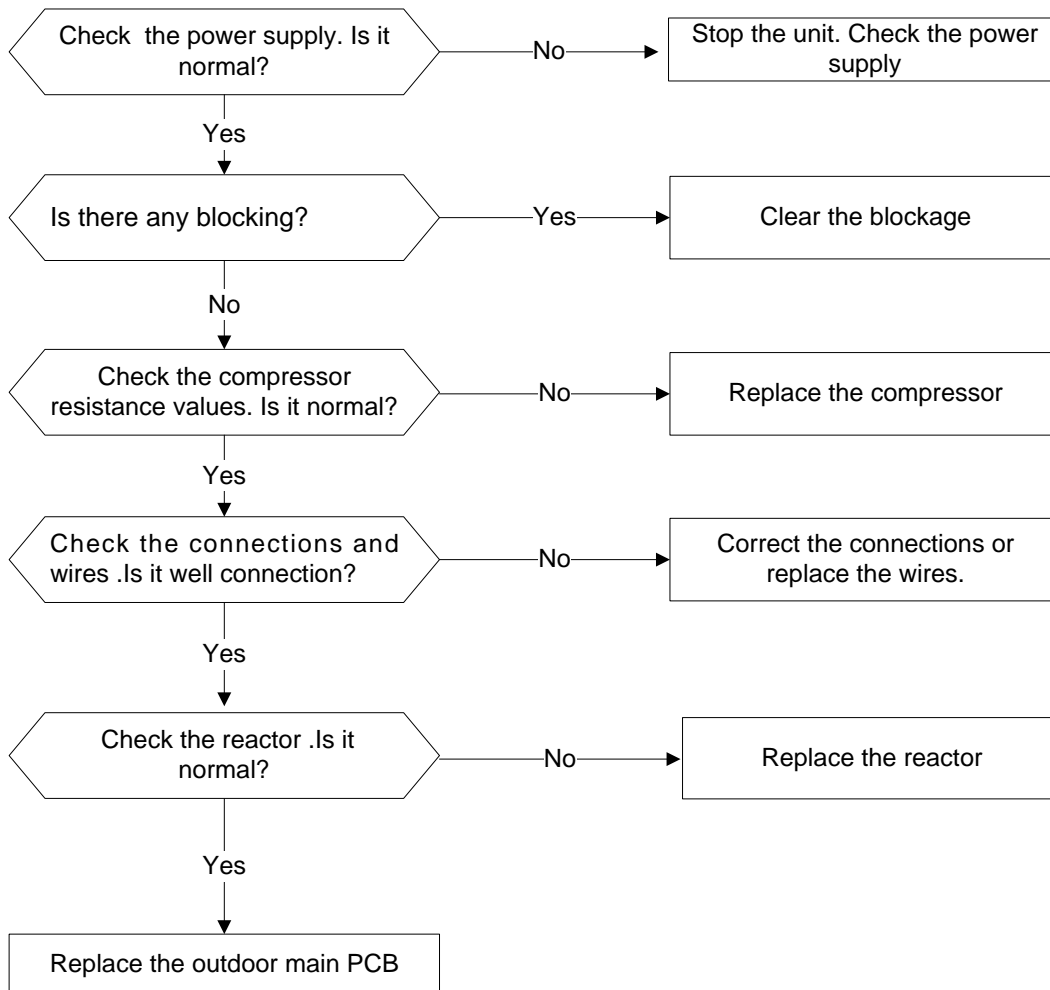 Check the power supply. Is it
normal?
No
Stop the unit. Check the power
supply
Yes
Is there any blocking?
Yes
Clear the blockage
No
Check the compressor
resistance values. Is it normal?
No
Replace the compressor
Yes
Check the connections and
wires .Is it well connection?
No
Correct the connections or
replace the wires.
Yes
Check the reactor .Is it
normal?
No
Replace the reactor
Yes
Replace the outdoor main PCB